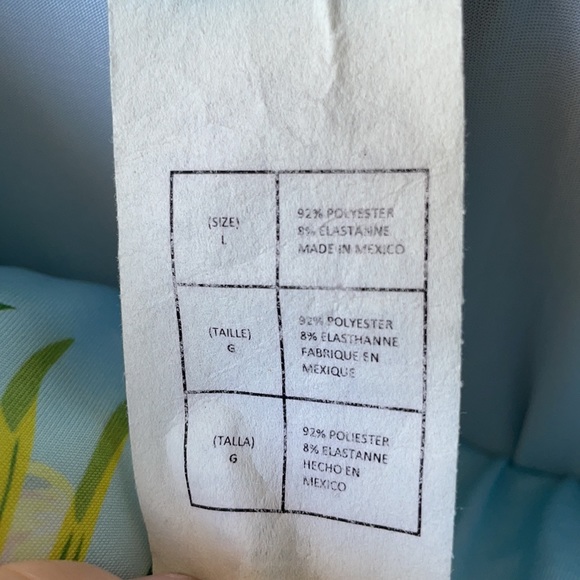 (SIZE)
L
92% POLYESTER
8% ELASTANNE
MADE IN MEXICO
(TAILLE)
G
92% POLYESTER
8% ELASTHANNE
FABRIQUE EN
MEXIQUE
(TALLA)
G
92% POLIESTER
8% ELASTANNE
HECHO EN
MEXICO